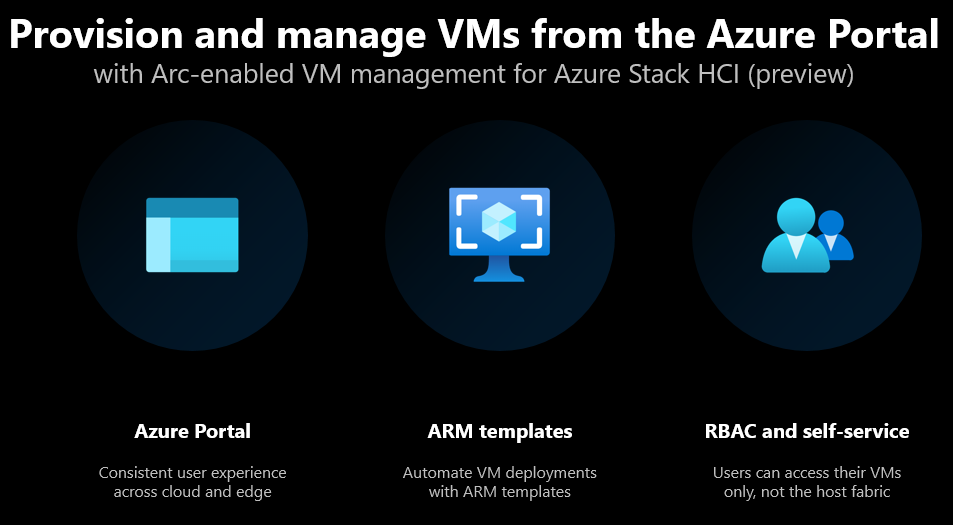 Provision and manage VMs from the Azure Portal
with Arc-enabled VM management for Azure Stack HCI (preview)
Azure Portal
Consistent user experience
across cloud and edge
ARM templates
Automate VM deployments
with ARM templates
RBAC and self-service
Users can access their VMs
only, not the host fabric